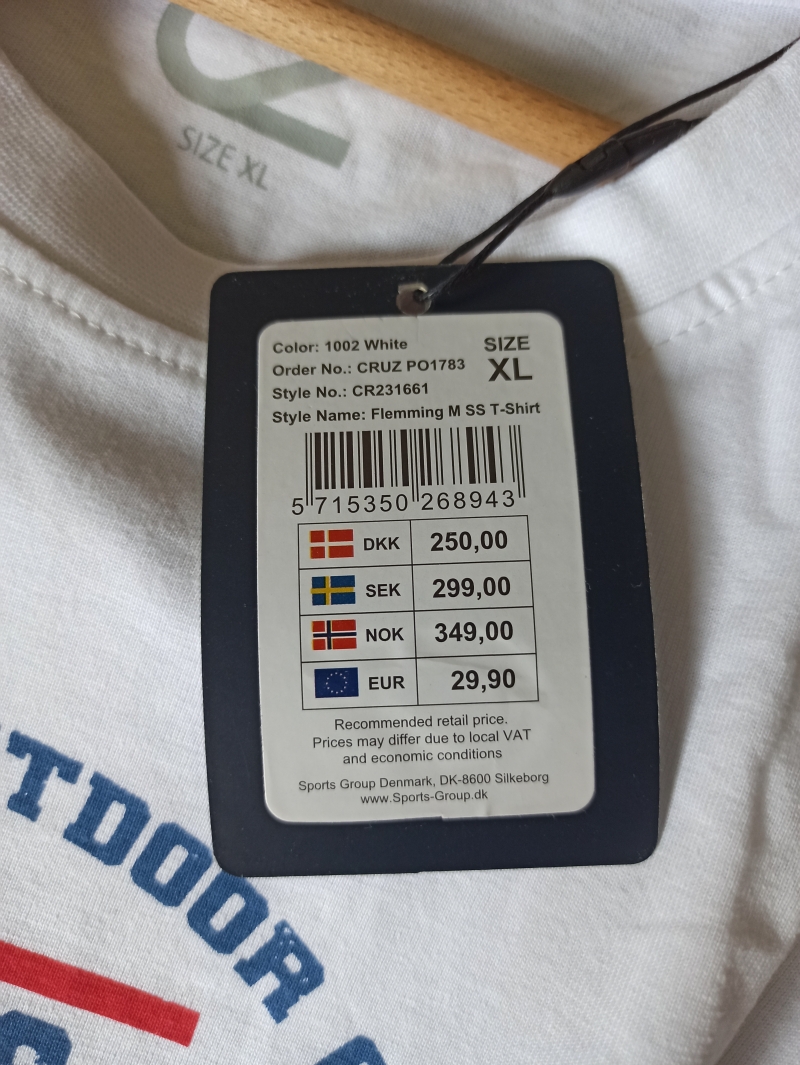 SIZE XL
Color: 1002 White
Order No.: CRUZ PO1783
Style No.: CR231661
Style Name: Flemming M SS T-Shirt
SIZE
XL
5 715350 268943
DKK 250,00
SEK 299,00
NOK 349,00
EUR 29,90
Recommended retail price.
Prices may differ due to local VAT
and economic conditions
Sports Group Denmark, DK-8600 Silkeborg
www.Sports-Group.dk
TDOOR